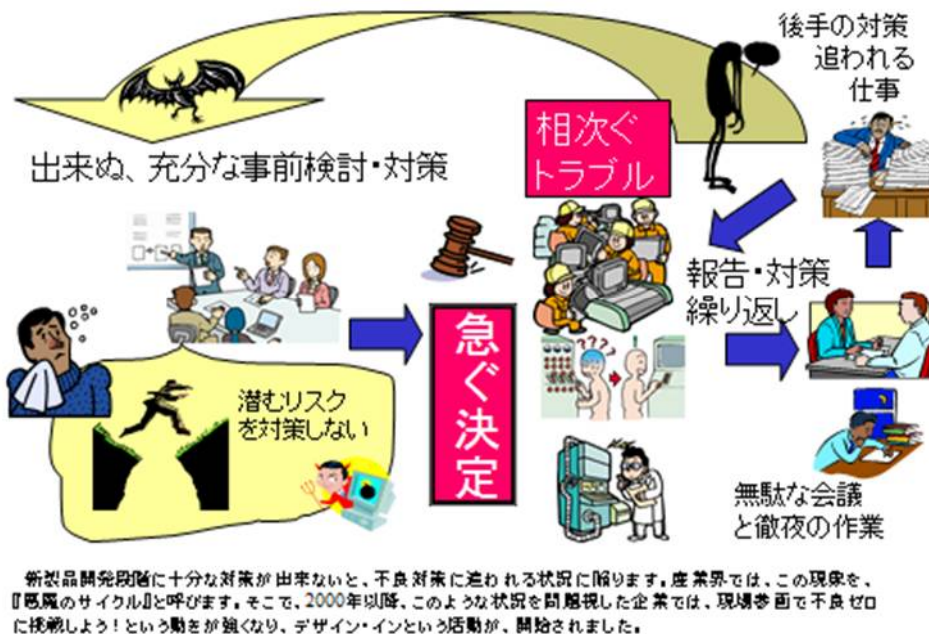 後手の対策
追われる
仕事
相次ぐ
トラブル
出来ぬ、充分な事前検討・対策
報告・対策
繰り返し
急ぐ決定
潜むリスク
を対策しない
????
無駄な会議
と徹夜の作業
新製品開発段階に十分な対策が出来ないと、不良対策に追われる状況に陥ります。産業界では、この現象を、
『悪魔のサイクル』と呼びます。そこで、2000年以降、このような状況を問題視した企業では、現場参画で不良ゼロ
に挑戦しよう！という動きが強くなり、デザイン・インという活動が、開始されました。